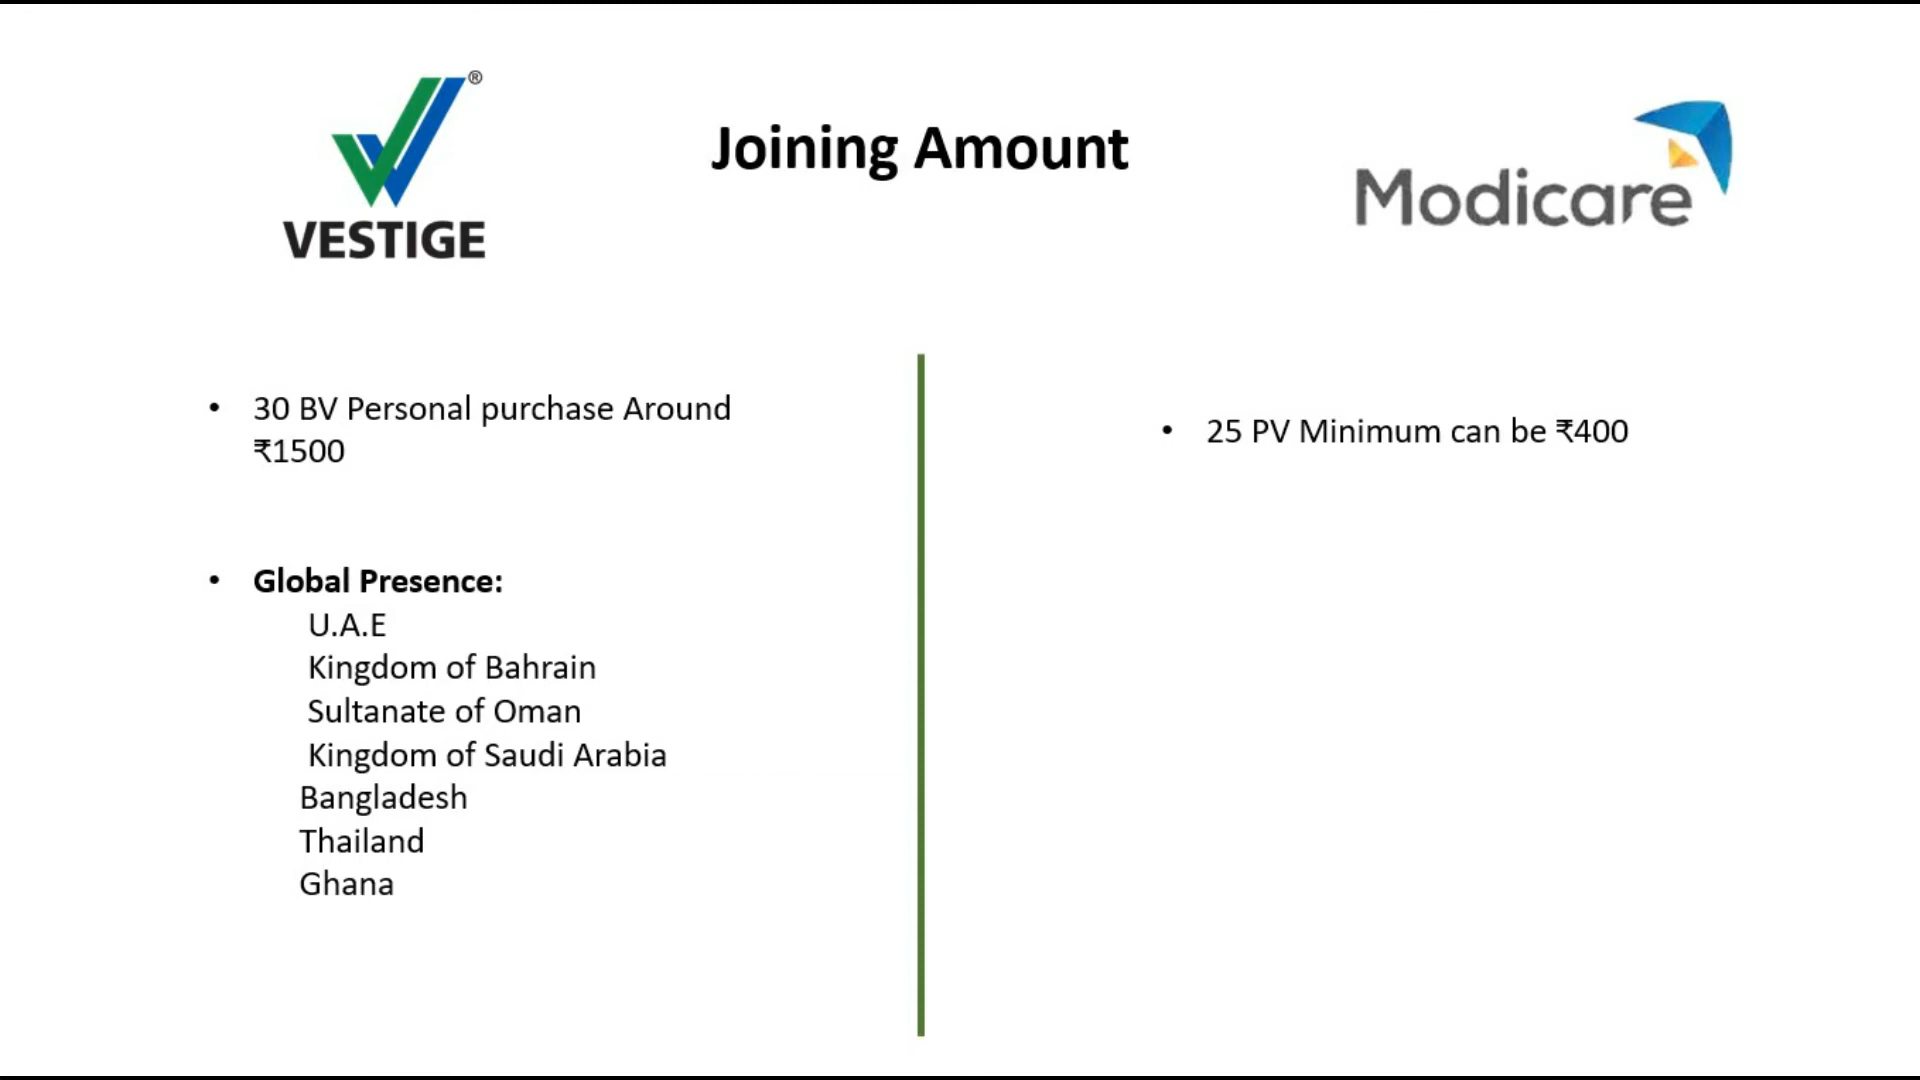 ®
VESTIGE
Joining Amount
Modicare
• 30 BV Personal purchase Around
₹1500
• Global Presence:
U.A.E
Kingdom of Bahrain
Sultanate of Oman
Kingdom of Saudi Arabia
Bangladesh
Thailand
Ghana
• 25 PV Minimum can be ₹400